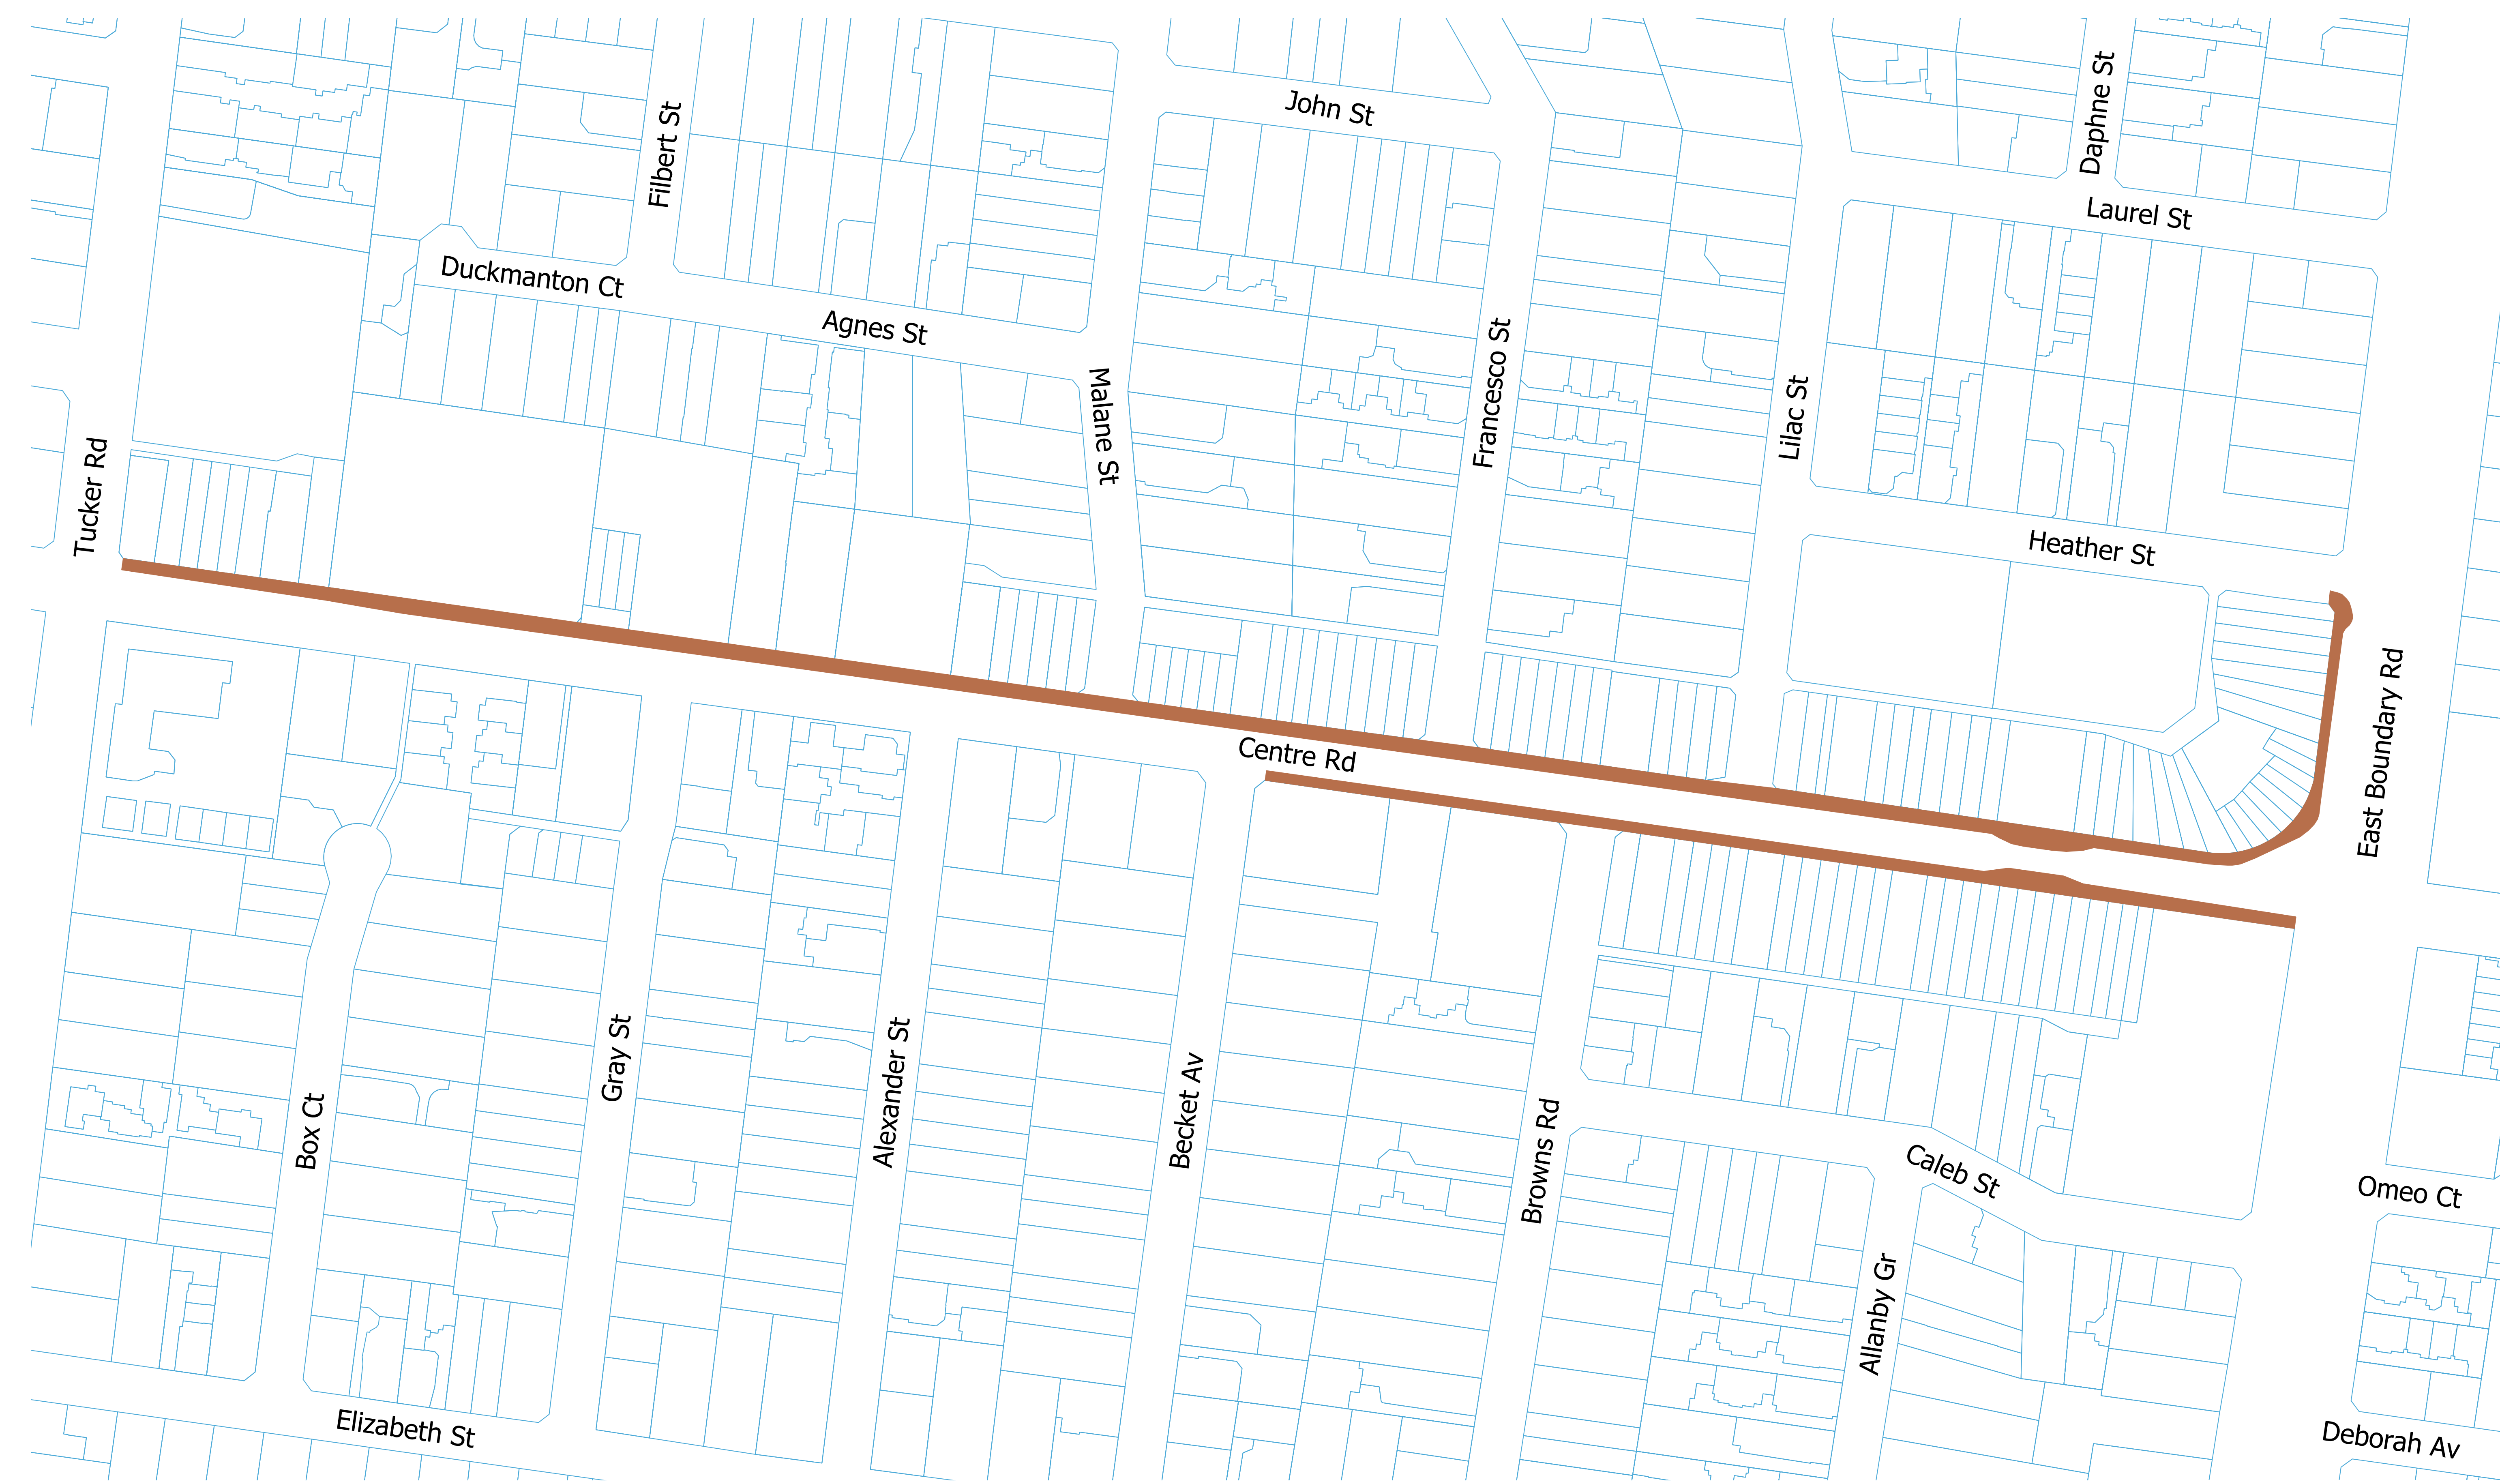 Daphne St
John St
Filbert St
Laurel St
Duckmanton Ct
Agnes St
Francesco St
Malane St
Lilac St
Tucker Rd
Heather St
East Boundary Rd
Centre Rd
Gray St
Alexander St
Becket Av
Box Ct
Browns Rd
Caleb St
Omeo Ct
Allanby Gr
Elizabeth St
Deborah Av